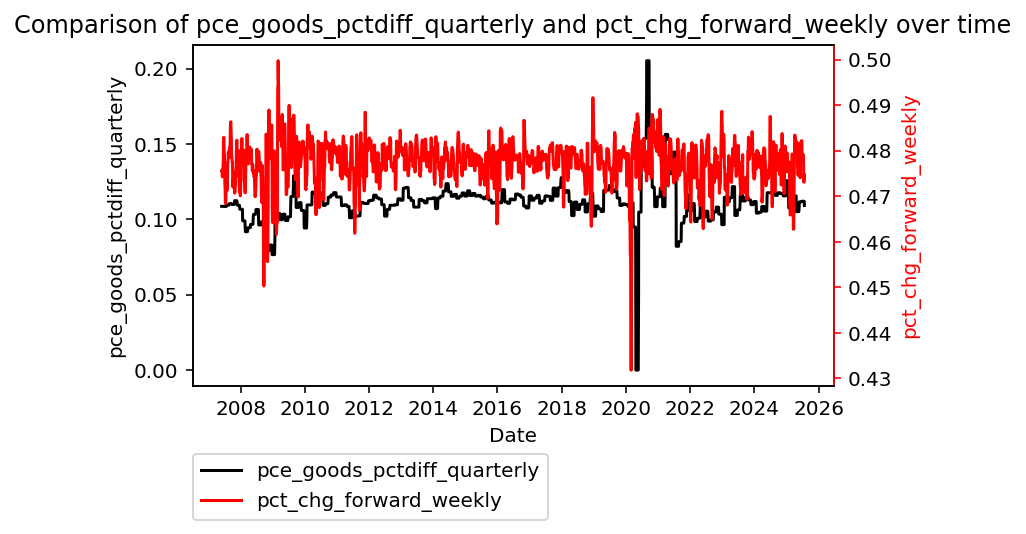 Comparison of pce_goods_pctdiff_quarterly and pct_chg_forward_weekly over time
pce_goods_pctdiff_quarterly
0.20
0.15
0.10
0.05
0.00
0.50
0.49
0.48
0.47
0.46
0.45
0.44
0.43
pct_chg_forward_weekly
2008 2010 2012 2014 2016 2018 2020 2022 2024 2026
Date
pce_goods_pctdiff_quarterly
pct_chg_forward_weekly